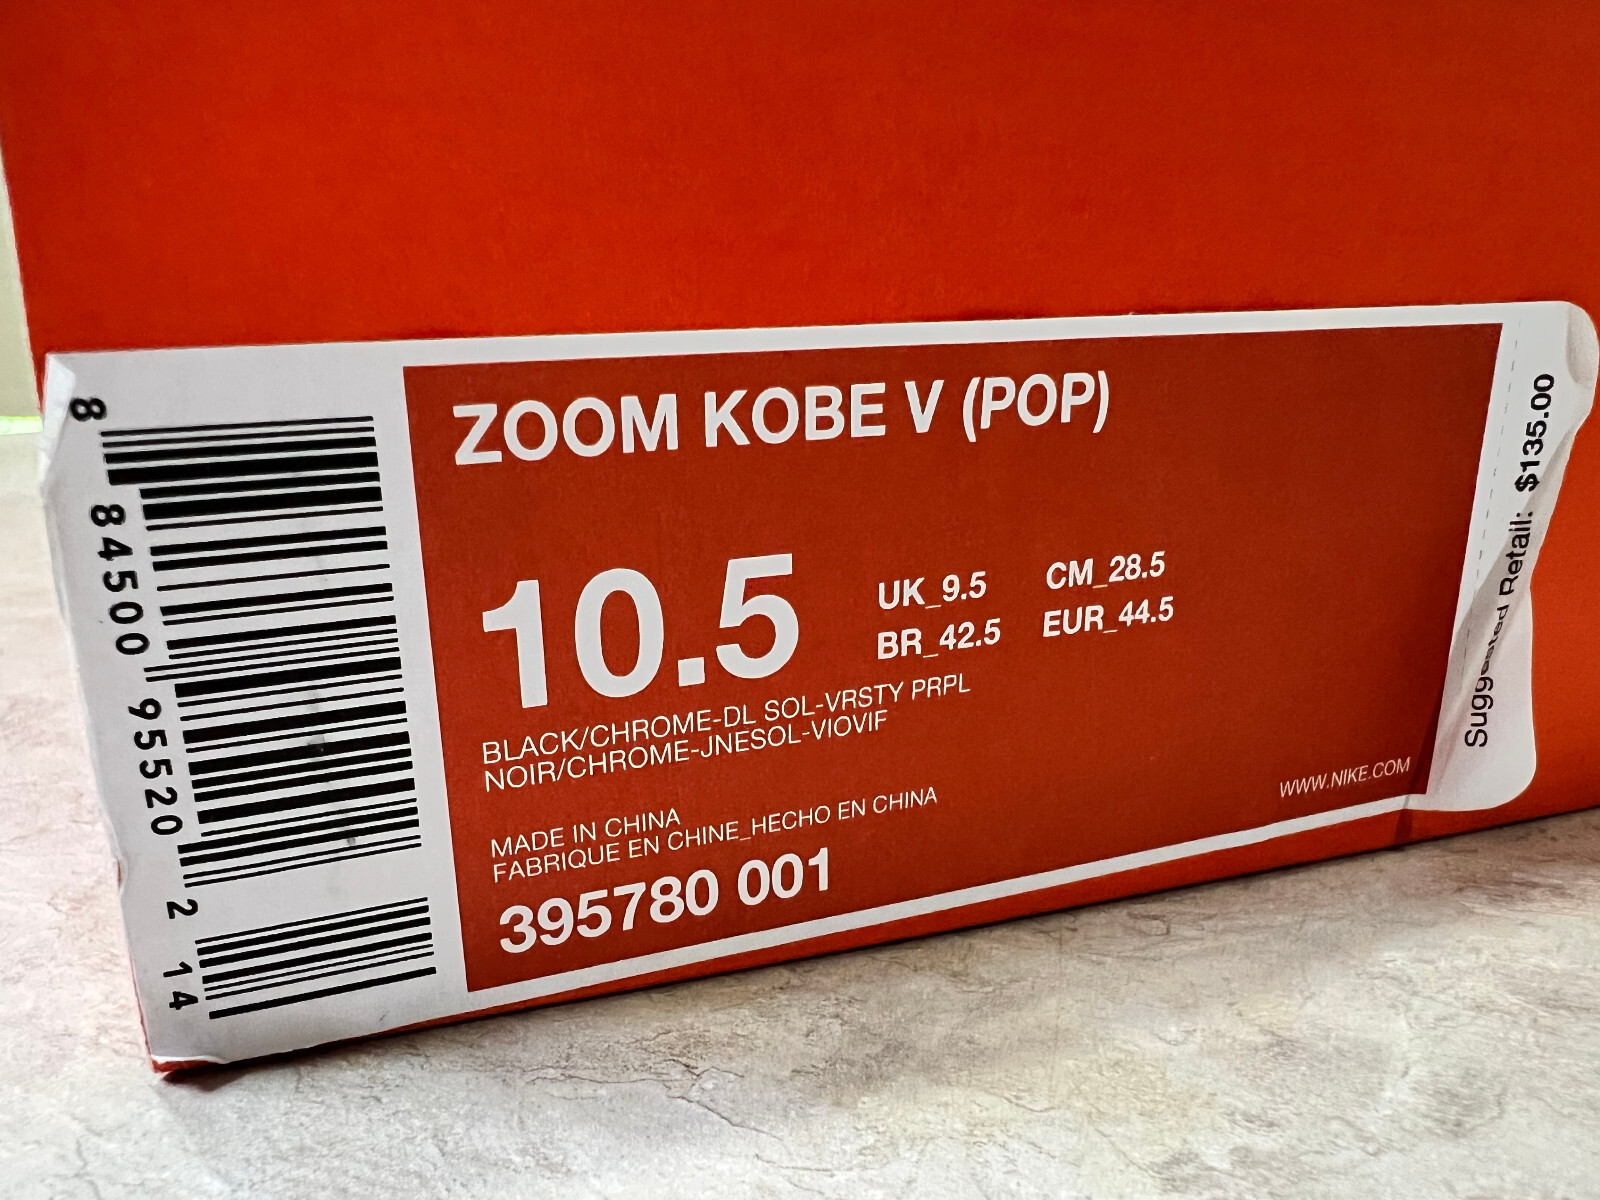 8 84500 95520 2 14
ZOOM KOBE V (POP)
10.5
UK_9.5 CM_28.5
BR_42.5 EUR_44.5
BLACK/CHROME-DL SOL-VRSTY PRPL
NOIR/CHROME-JNESOL-VIOVIF
MADE IN CHINA
FABRIQUE EN CHINE_HECHO EN CHINA
395780 001
WWW.NIKE.COM
Suggested Retail: $135.00